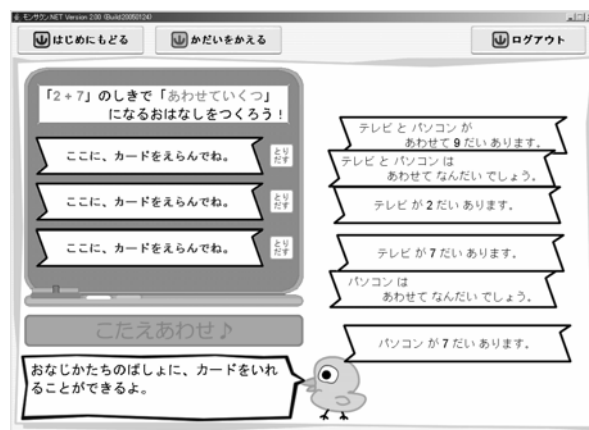 モンサクン.NET Version 2.00 (Build20050124)
はじめにもどる
かだいをかえる
ログアウト
「2+7」のしきで「あわせていくつ」
になるおはなしをつくろう!
ここに、カードをえらんでね。
とり
だす
ここに、カードをえらんでね。
とり
だす
ここに、カードをえらんでね。
とり
だす
こたえあわせ♪
おなじかたちのばしょに、カードをいれ
ることができるよ。
テレビ と パソコン が
あわせて 9 だい あります。
テレビ と パソコン は
あわせて なんだい でしょう。
テレビ が 2 だい あります。
テレビ が 7 だい あります。
パソコン は
あわせて なんだい でしょう。
パソコン が 7 だい あります。